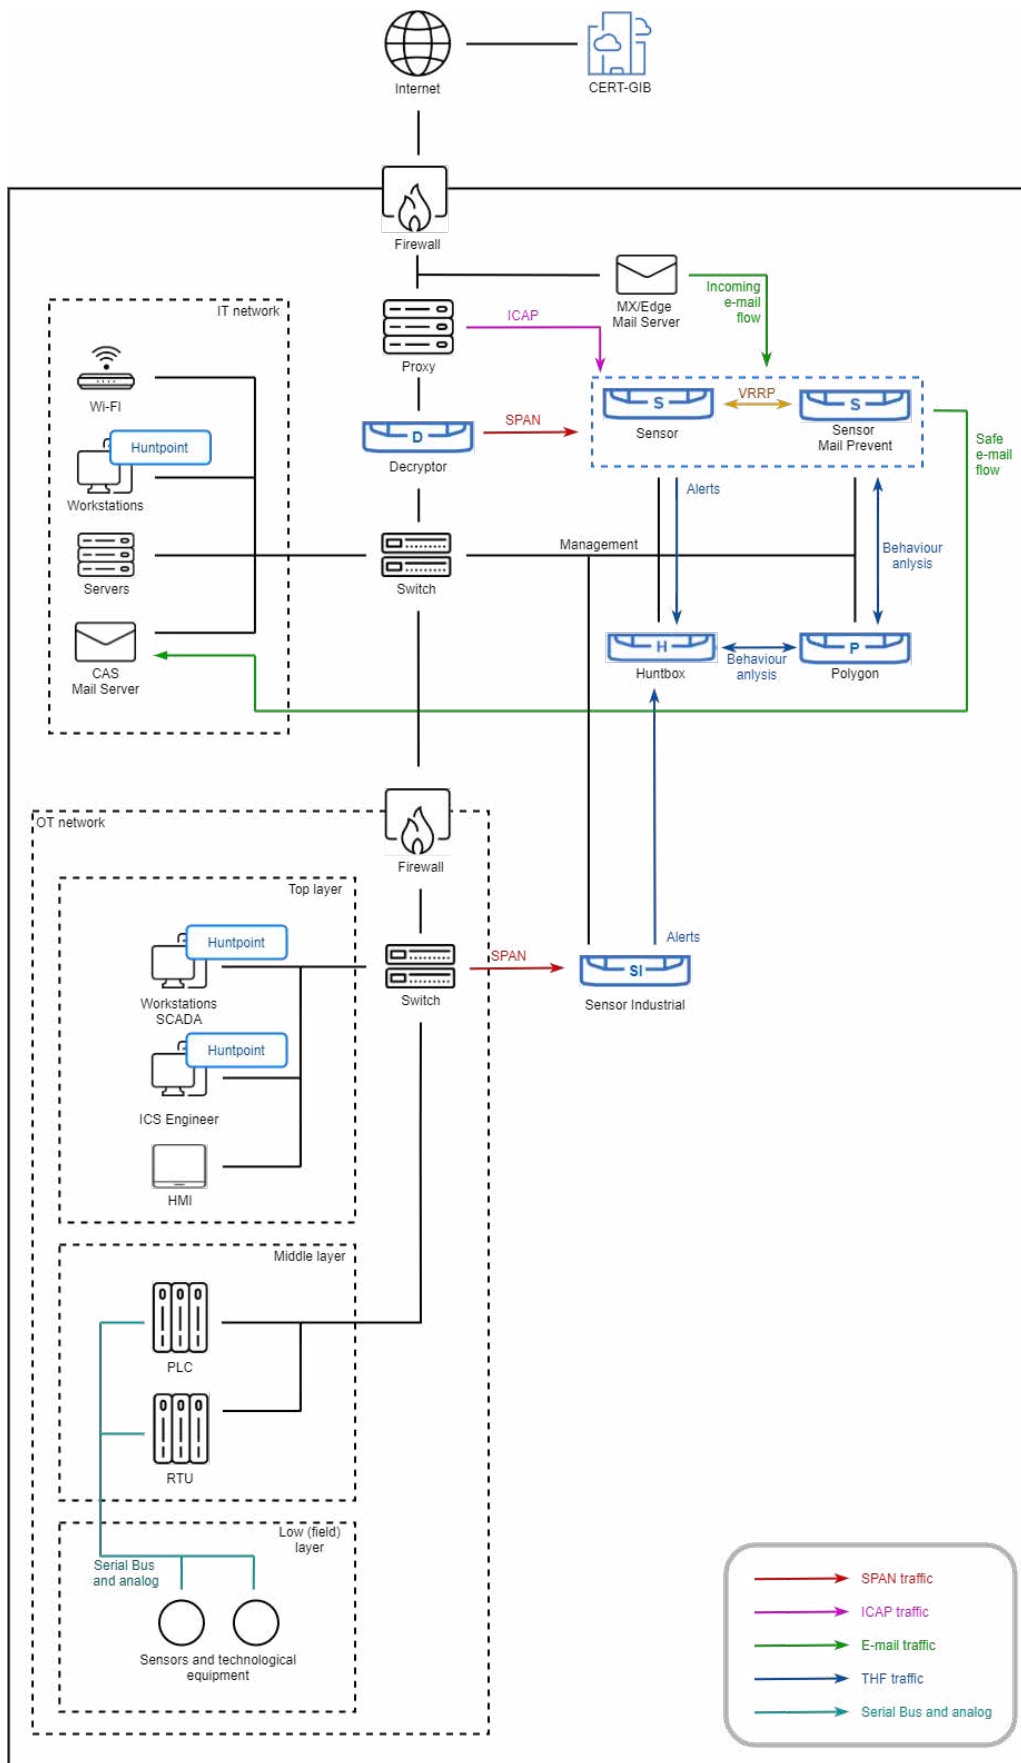 Internet
CERT-GIB
Firewall
MX/Edge
Mail Server
Incoming
e-mail
flow
IT network
Proxy
ICAP
Wi-FI
Huntpoint
Workstations
Servers
CAS
Mail Server
D
Decryptor
SPAN
S
Sensor
VRRP
S
Sensor
Mail Prevent
Safe
e-mail
flow
Alerts
Management
Behaviour
anlysis
Switch
H
Huntbox
Behaviour
anlysis
P
Polygon
OT network
Firewall
Top layer
Huntpoint
Workstations
SCADA
Huntpoint
ICS Engineer
HMI
Switch
SPAN
Alerts
SI
Sensor Industrial
Middle layer
PLC
RTU
Low (field)
layer
Serial Bus
and analog
Sensors and technological
equipment
SPAN traffic
ICAP traffic
E-mail traffic
THF traffic
Serial Bus and analog